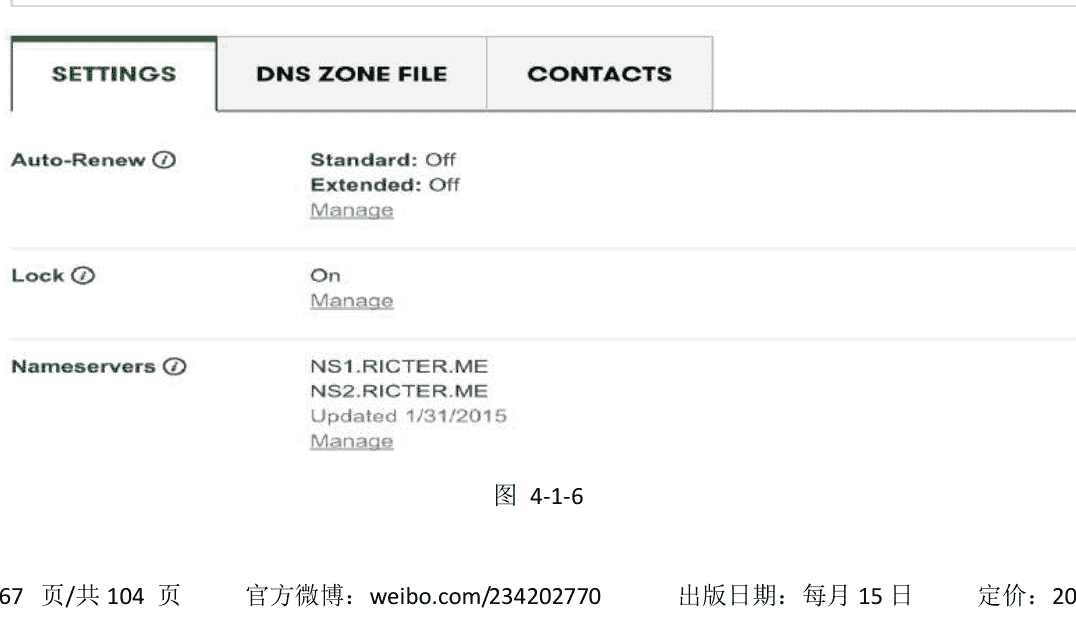 SETTINGS DNS ZONE FILE CONTACTS
Auto-Renew Standard: Off
Extended: Off
Manage
Lock On
Manage
Nameservers NS1.RICTER.ME
NS2.RICTER.ME
Updated 1/31/2015
Manage
图 4-1-6
67 页/共 104 页 官方微博：weibo.com/234202770 出版日期：每月 15 日 定价：20